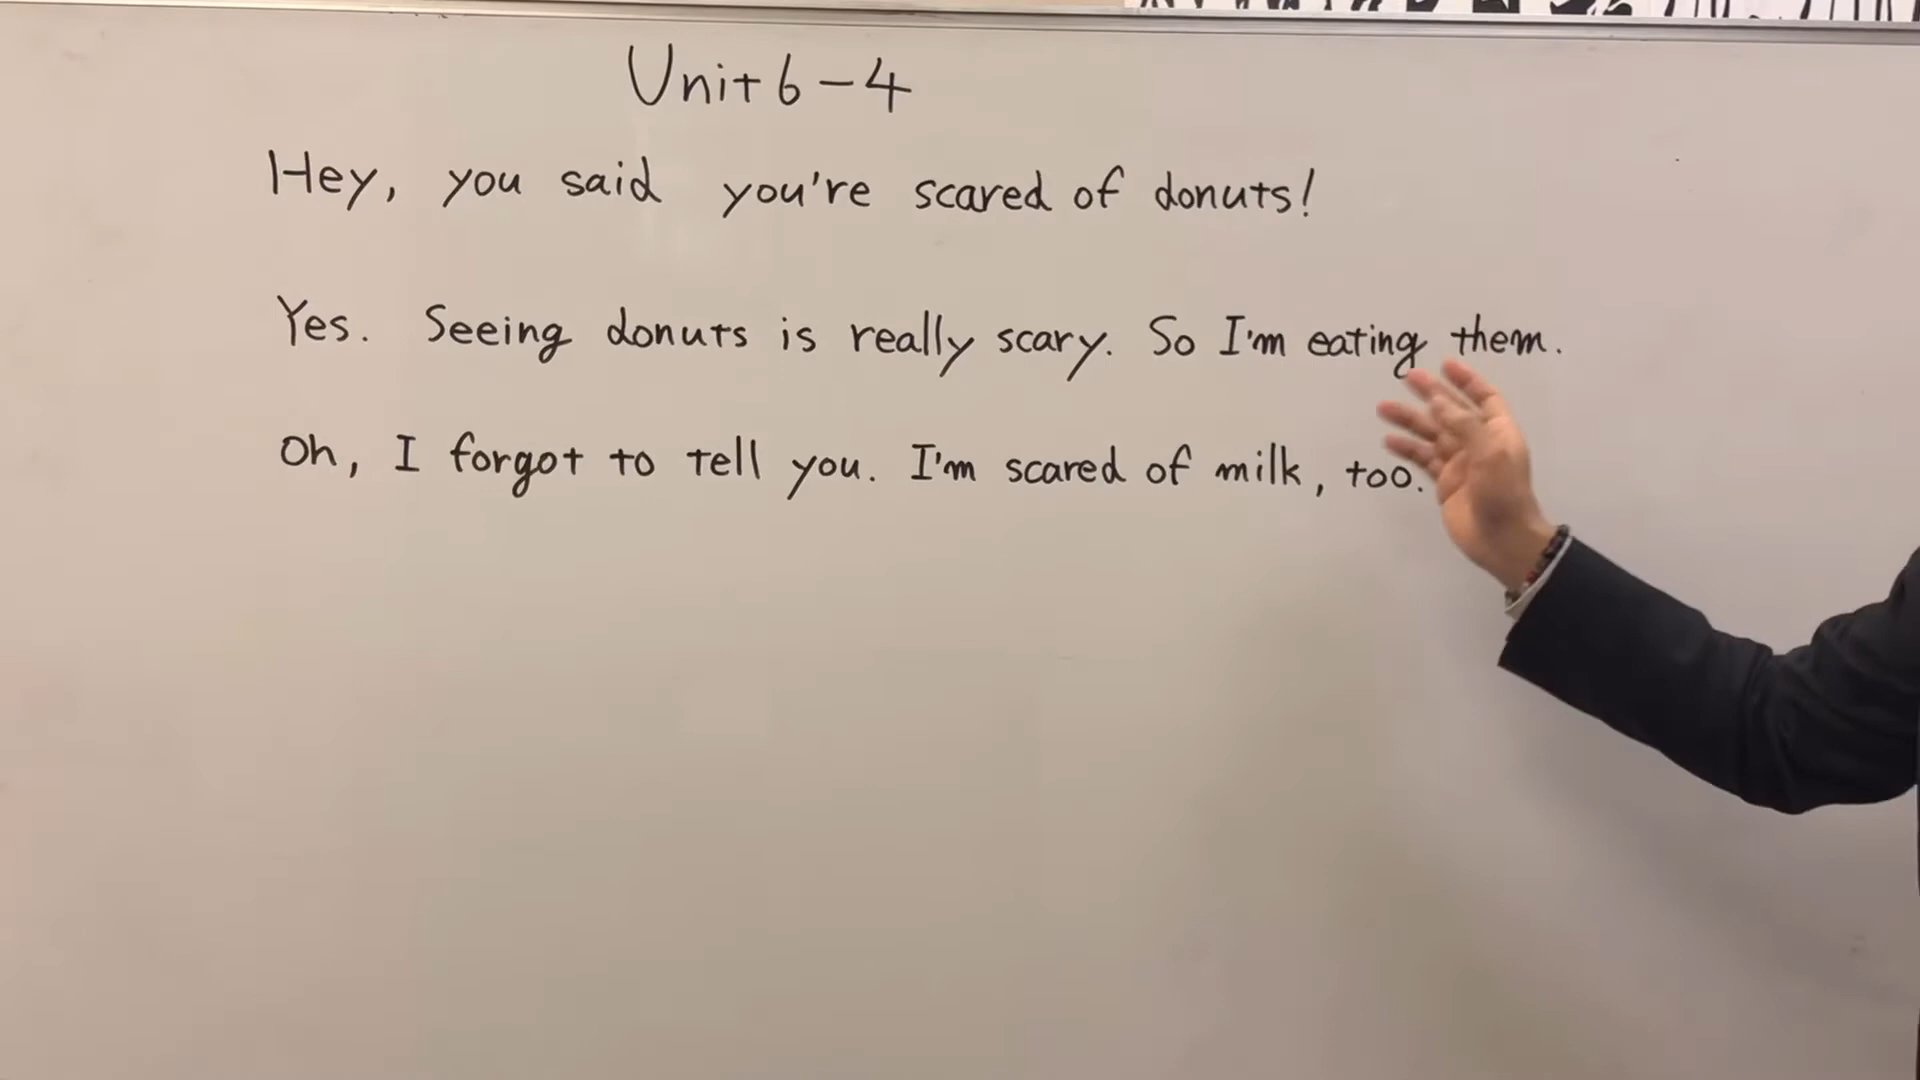 Unit 6-4
Hey, you said you're scared of donuts!
Yes. Seeing donuts is really scary. So I'm eating them.
Oh, I forgot to tell you. I'm scared of milk, too.